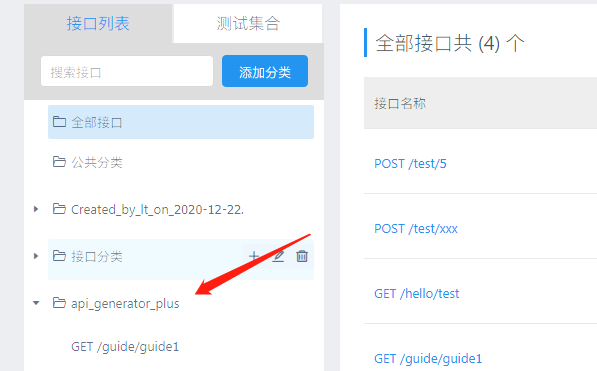 接口列表
测试集合
搜索接口
添加分类
全部接口
公共分类
Created_by_lt_on_2020-12-22.
接口分类
api_generator_plus
GET /guide/guide1
全部接口共 (4) 个
接口名称
POST /test/5
POST /test/xxx
GET /hello/test
GET /guide/guide1